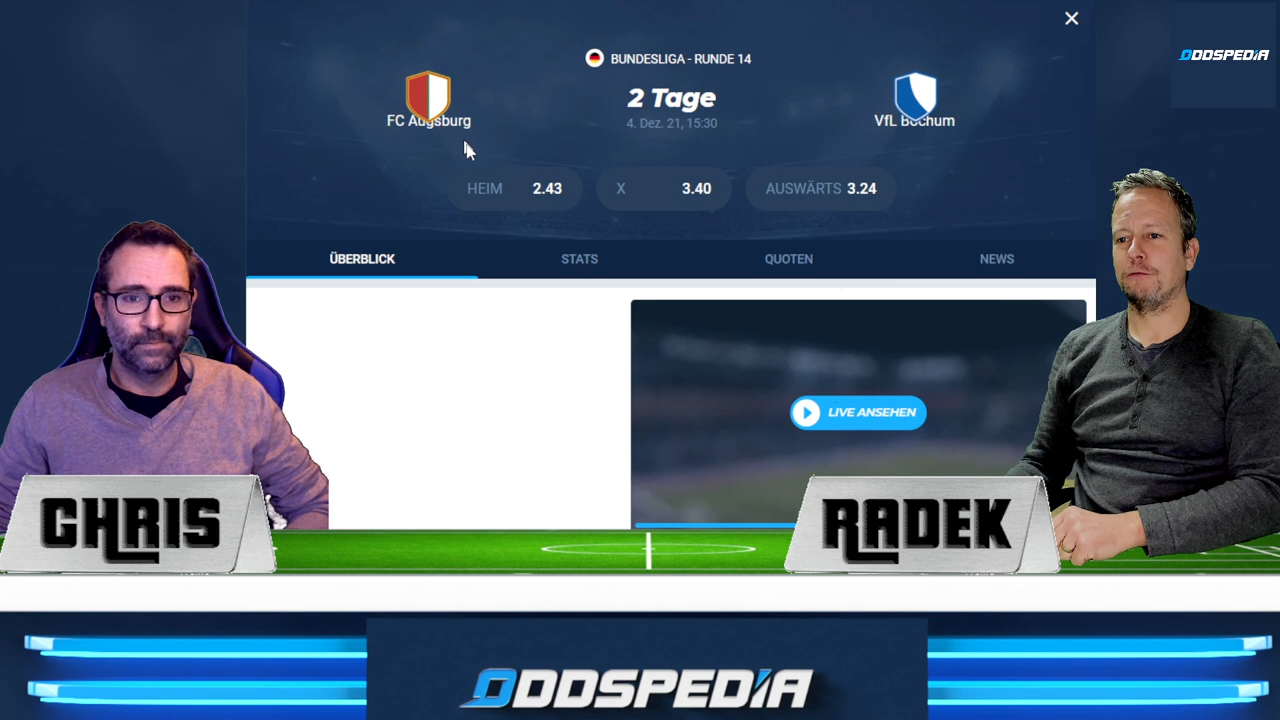 ×
ODDSPEDIA
BUNDESLIGA - RUNDE 14
2 Tage
4. Dez. 21, 15:30
FC Augsburg
VfL Bochum
HEIM 2.43
X 3.40
AUSWÄRTS 3.24
ÜBERBLICK
STATS
QUOTEN
NEWS
LIVE ANSEHEN
CHRIS
RADEK
ODDSPEDIA